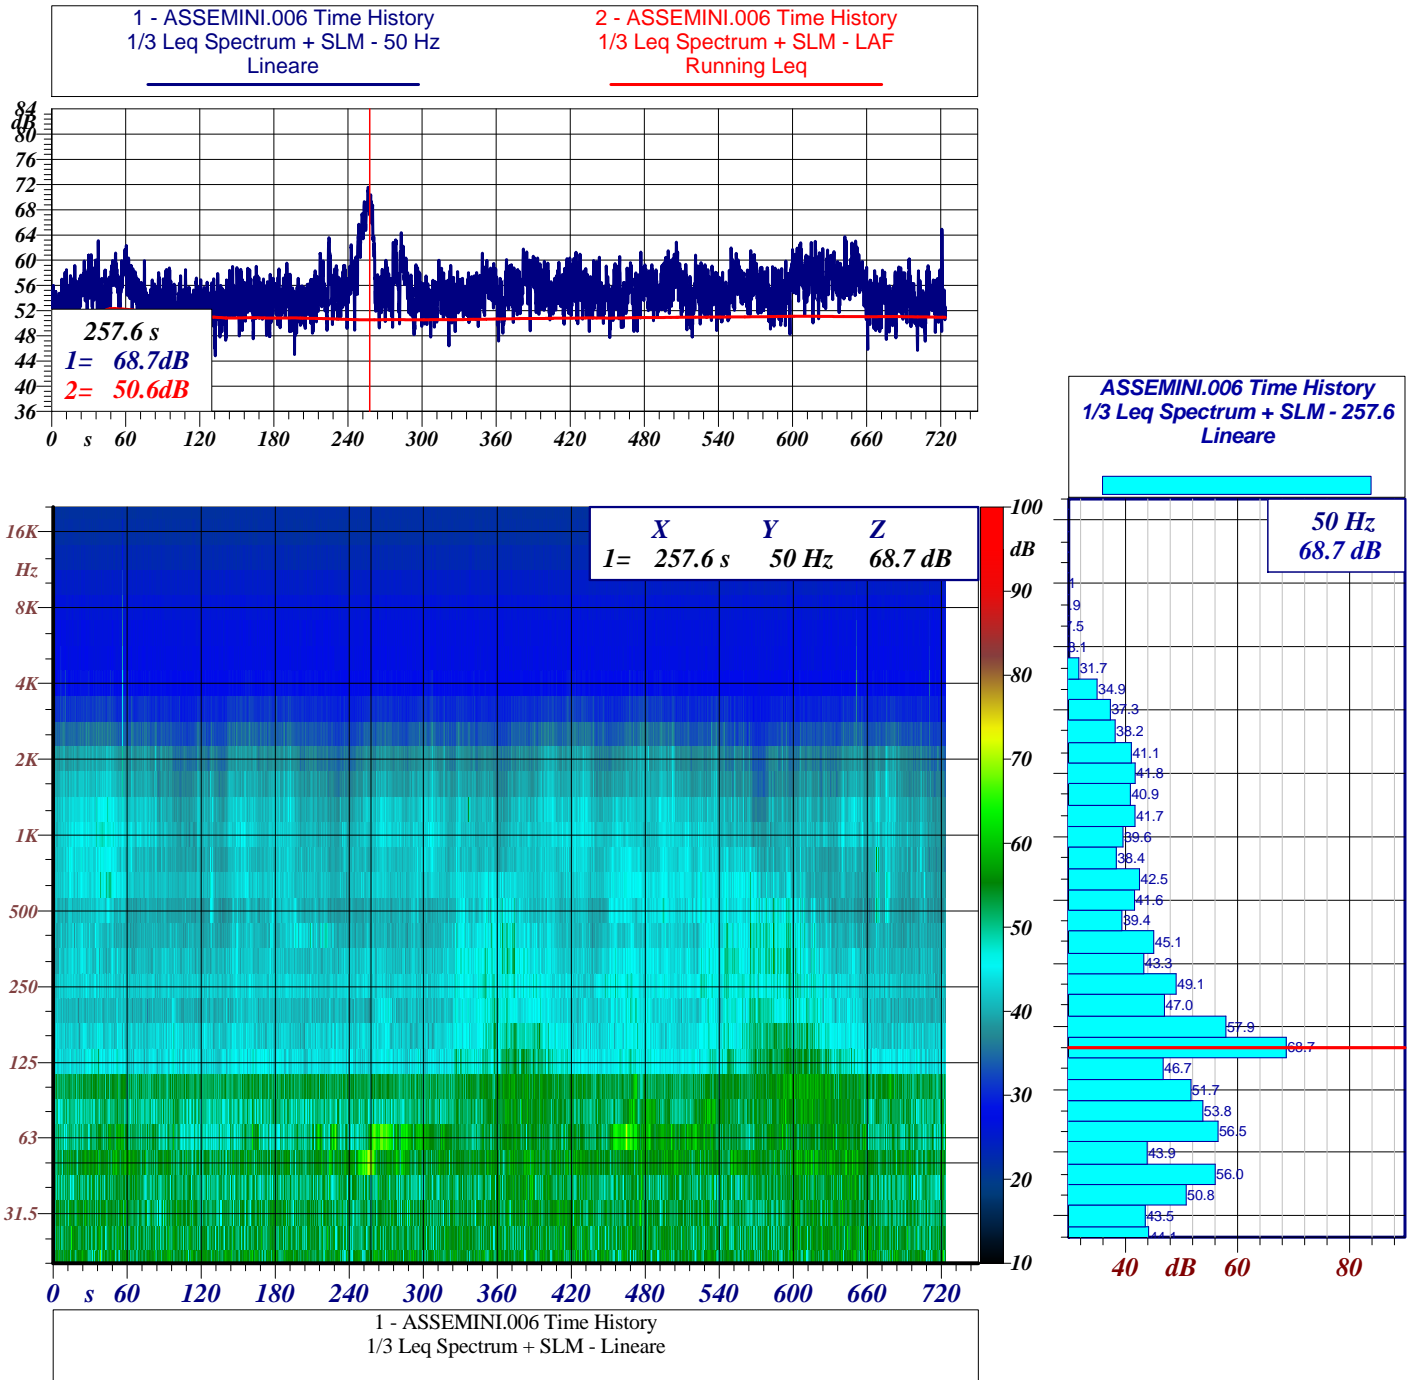 1 - ASSEMINI.006 Time History
1/3 Leq Spectrum + SLM - 50 Hz
Lineare
2 - ASSEMINI.006 Time History
1/3 Leq Spectrum + SLM - LAF
Running Leq
84
dB
80
76
72
68
64
60
56
52
48
44
40
36
257.6 s
1= 68.7dB
2= 50.6dB
0 s 60 120 180 240 300 360 420 480 540 600 660 720
ASSEMINI.006 Time History
1/3 Leq Spectrum + SLM - 257.6
Lineare
50 Hz
68.7 dB
31.7
34.9
37.3
38.2
41.1
41.8
40.9
41.7
39.6
38.4
42.5
41.6
39.4
45.1
43.3
49.1
47.0
57.9
68.7
46.7
51.7
53.8
56.5
43.9
56.0
50.8
43.5
44.1
40 dB 60 80
X Y Z
1= 257.6 s 50 Hz 68.7 dB
16K
Hz
8K
4K
2K
1K
500
250
125
63
31.5
100
dB
90
80
70
60
50
40
30
20
10
0 s 60 120 180 240 300 360 420 480 540 600 660 720
1 - ASSEMINI.006 Time History
1/3 Leq Spectrum + SLM - Lineare